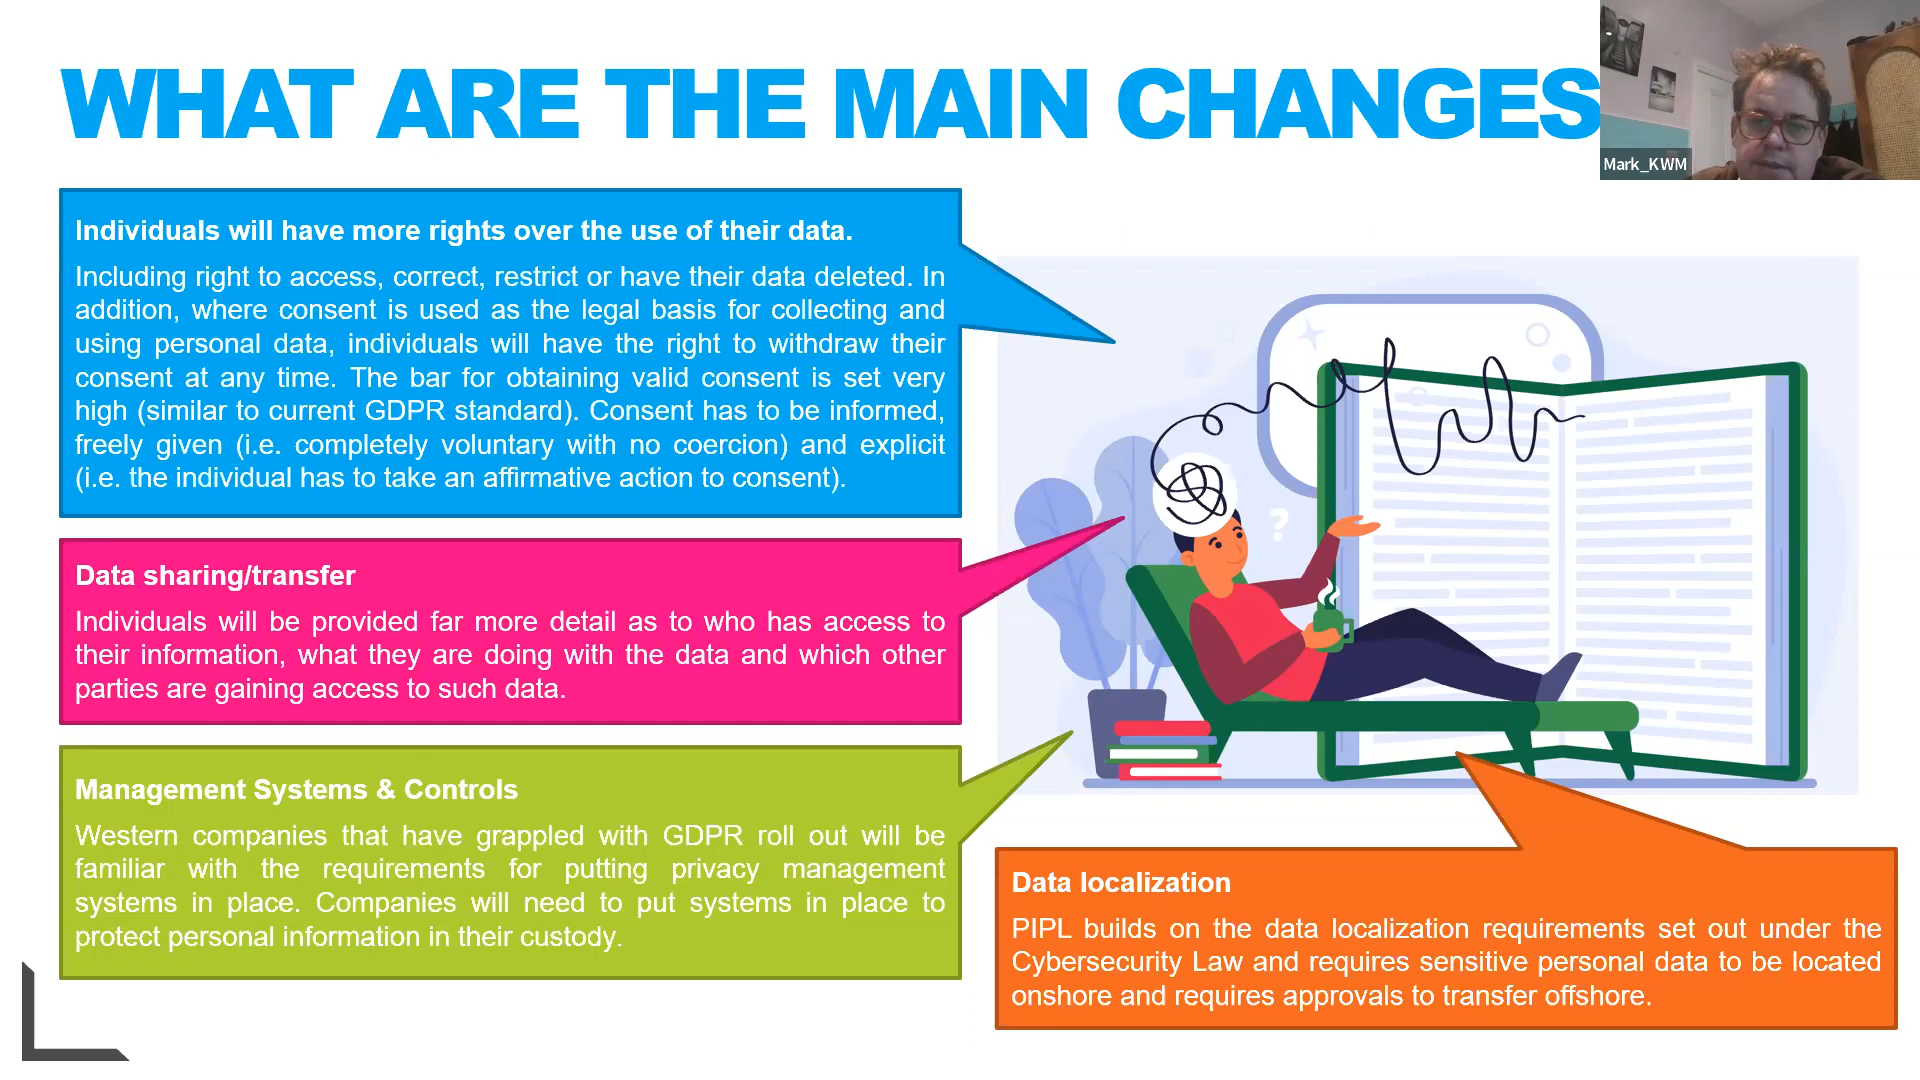 WHAT ARE THE MAIN CHANGES
Mark_KWM
Individuals will have more rights over the use of their data.
Including right to access, correct, restrict or have their data deleted. In
addition, where consent is used as the legal basis for collecting and
using personal data, individuals will have the right to withdraw their
consent at any time. The bar for obtaining valid consent is set very
high (similar to current GDPR standard). Consent has to be informed,
freely given (i.e. completely voluntary with no coercion) and explicit
(i.e. the individual has to take an affirmative action to consent).
?
Data sharing/transfer
Individuals will be provided far more detail as to who has access to
their information, what they are doing with the data and which other
parties are gaining access to such data.
Management Systems & Controls
Western companies that have grappled with GDPR roll out will be
familiar with the requirements for putting privacy management
systems in place. Companies will need to put systems in place to
protect personal information in their custody.
Data localization
PIPL builds on the data localization requirements set out under the
Cybersecurity Law and requires sensitive personal data to be located
onshore and requires approvals to transfer offshore.